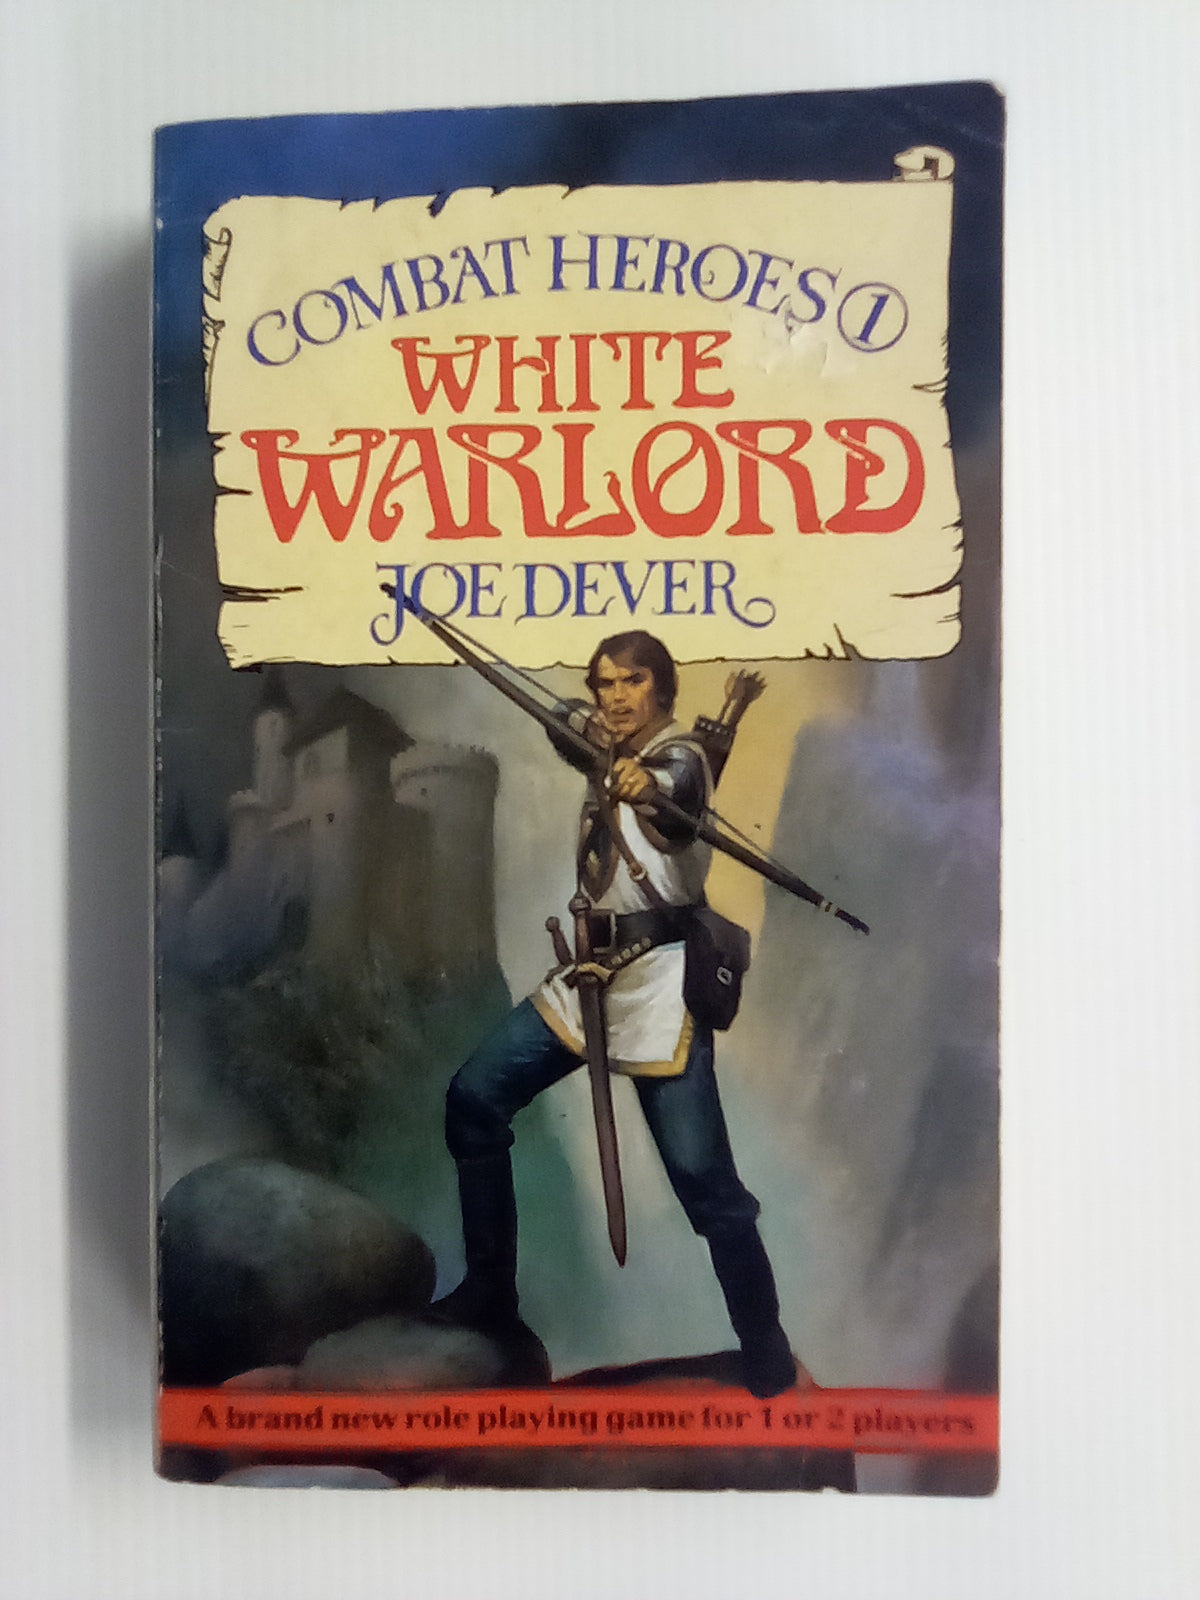 COMBAT HEROES 1
WHITE
WARLORD
JOE DEVER
A brand new role playing game for 1 or 2 players